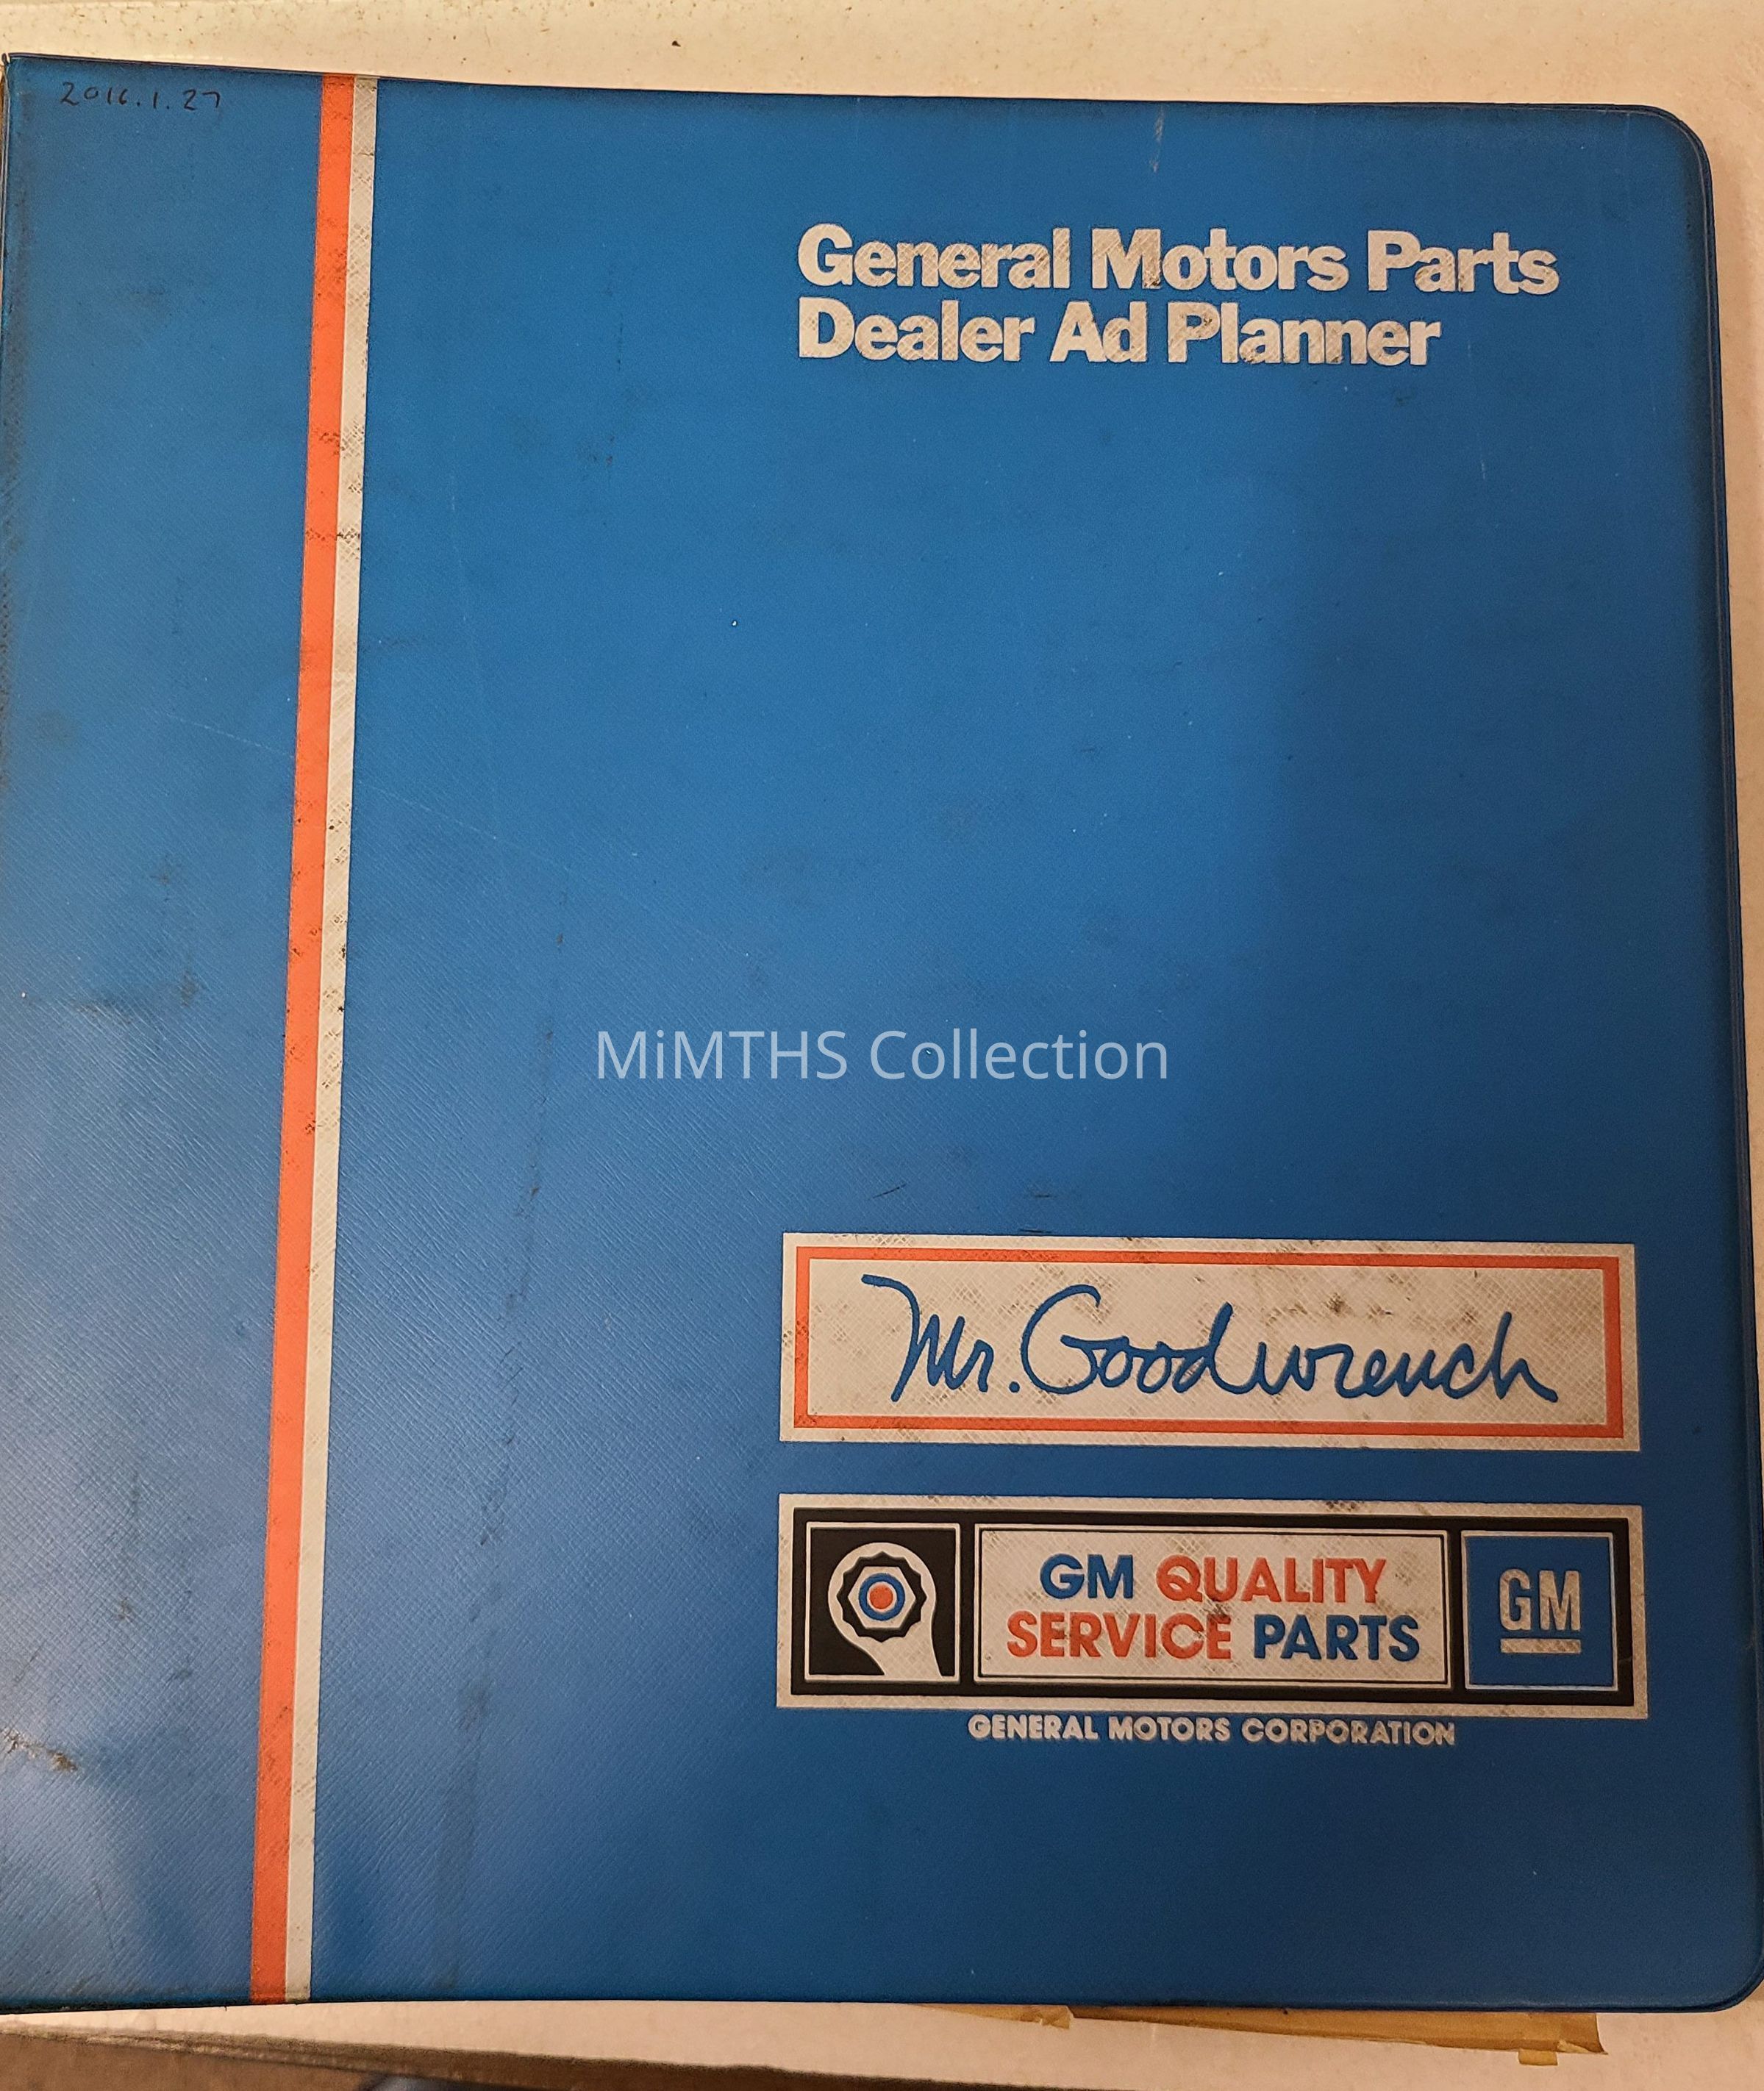 2016.1.27
General Motors Parts
Dealer Ad Planner
MiMTHS Collection
Mr. Goodwrench
GM QUALITY
SERVICE PARTS
GM
GENERAL MOTORS CORPORATION